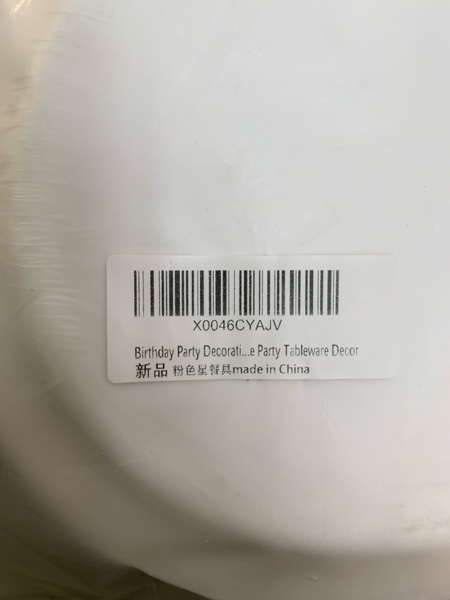 X0046CYAJV
Birthday Party Decorati...e Party Tableware Decor
新品 粉色星餐具made in China